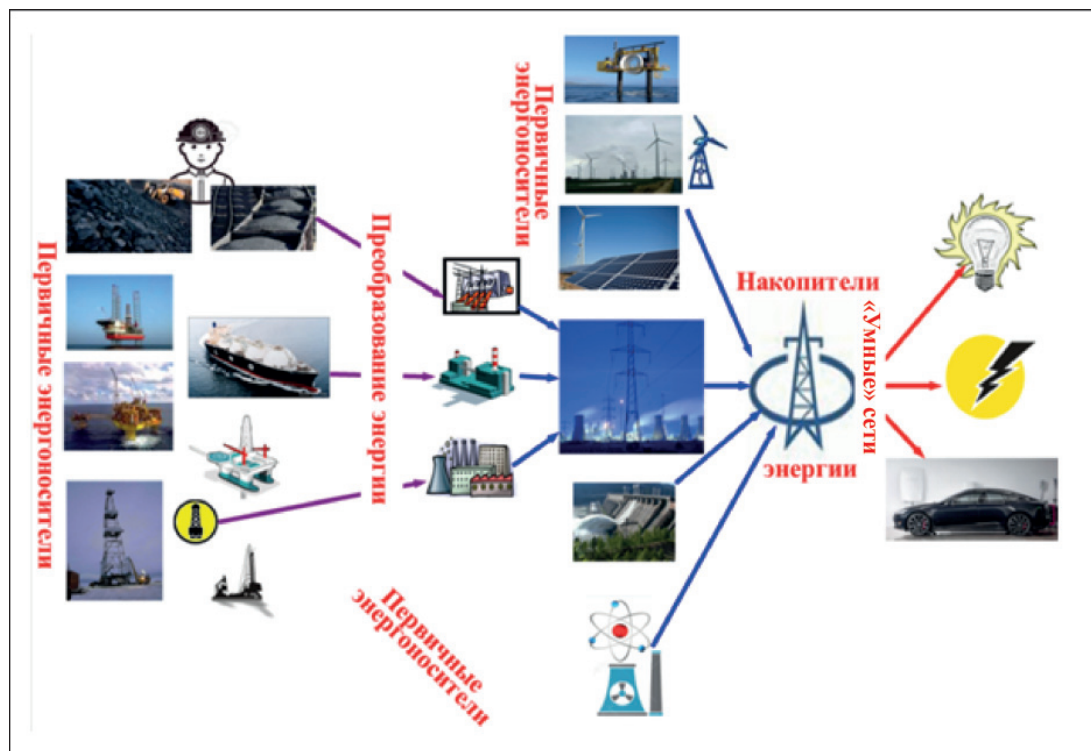 Первичные энергоносители
Преобразование энергии
Первичные
энергоносители
Первичные
энергоносители
Накопители
энергии
«Умные» сети